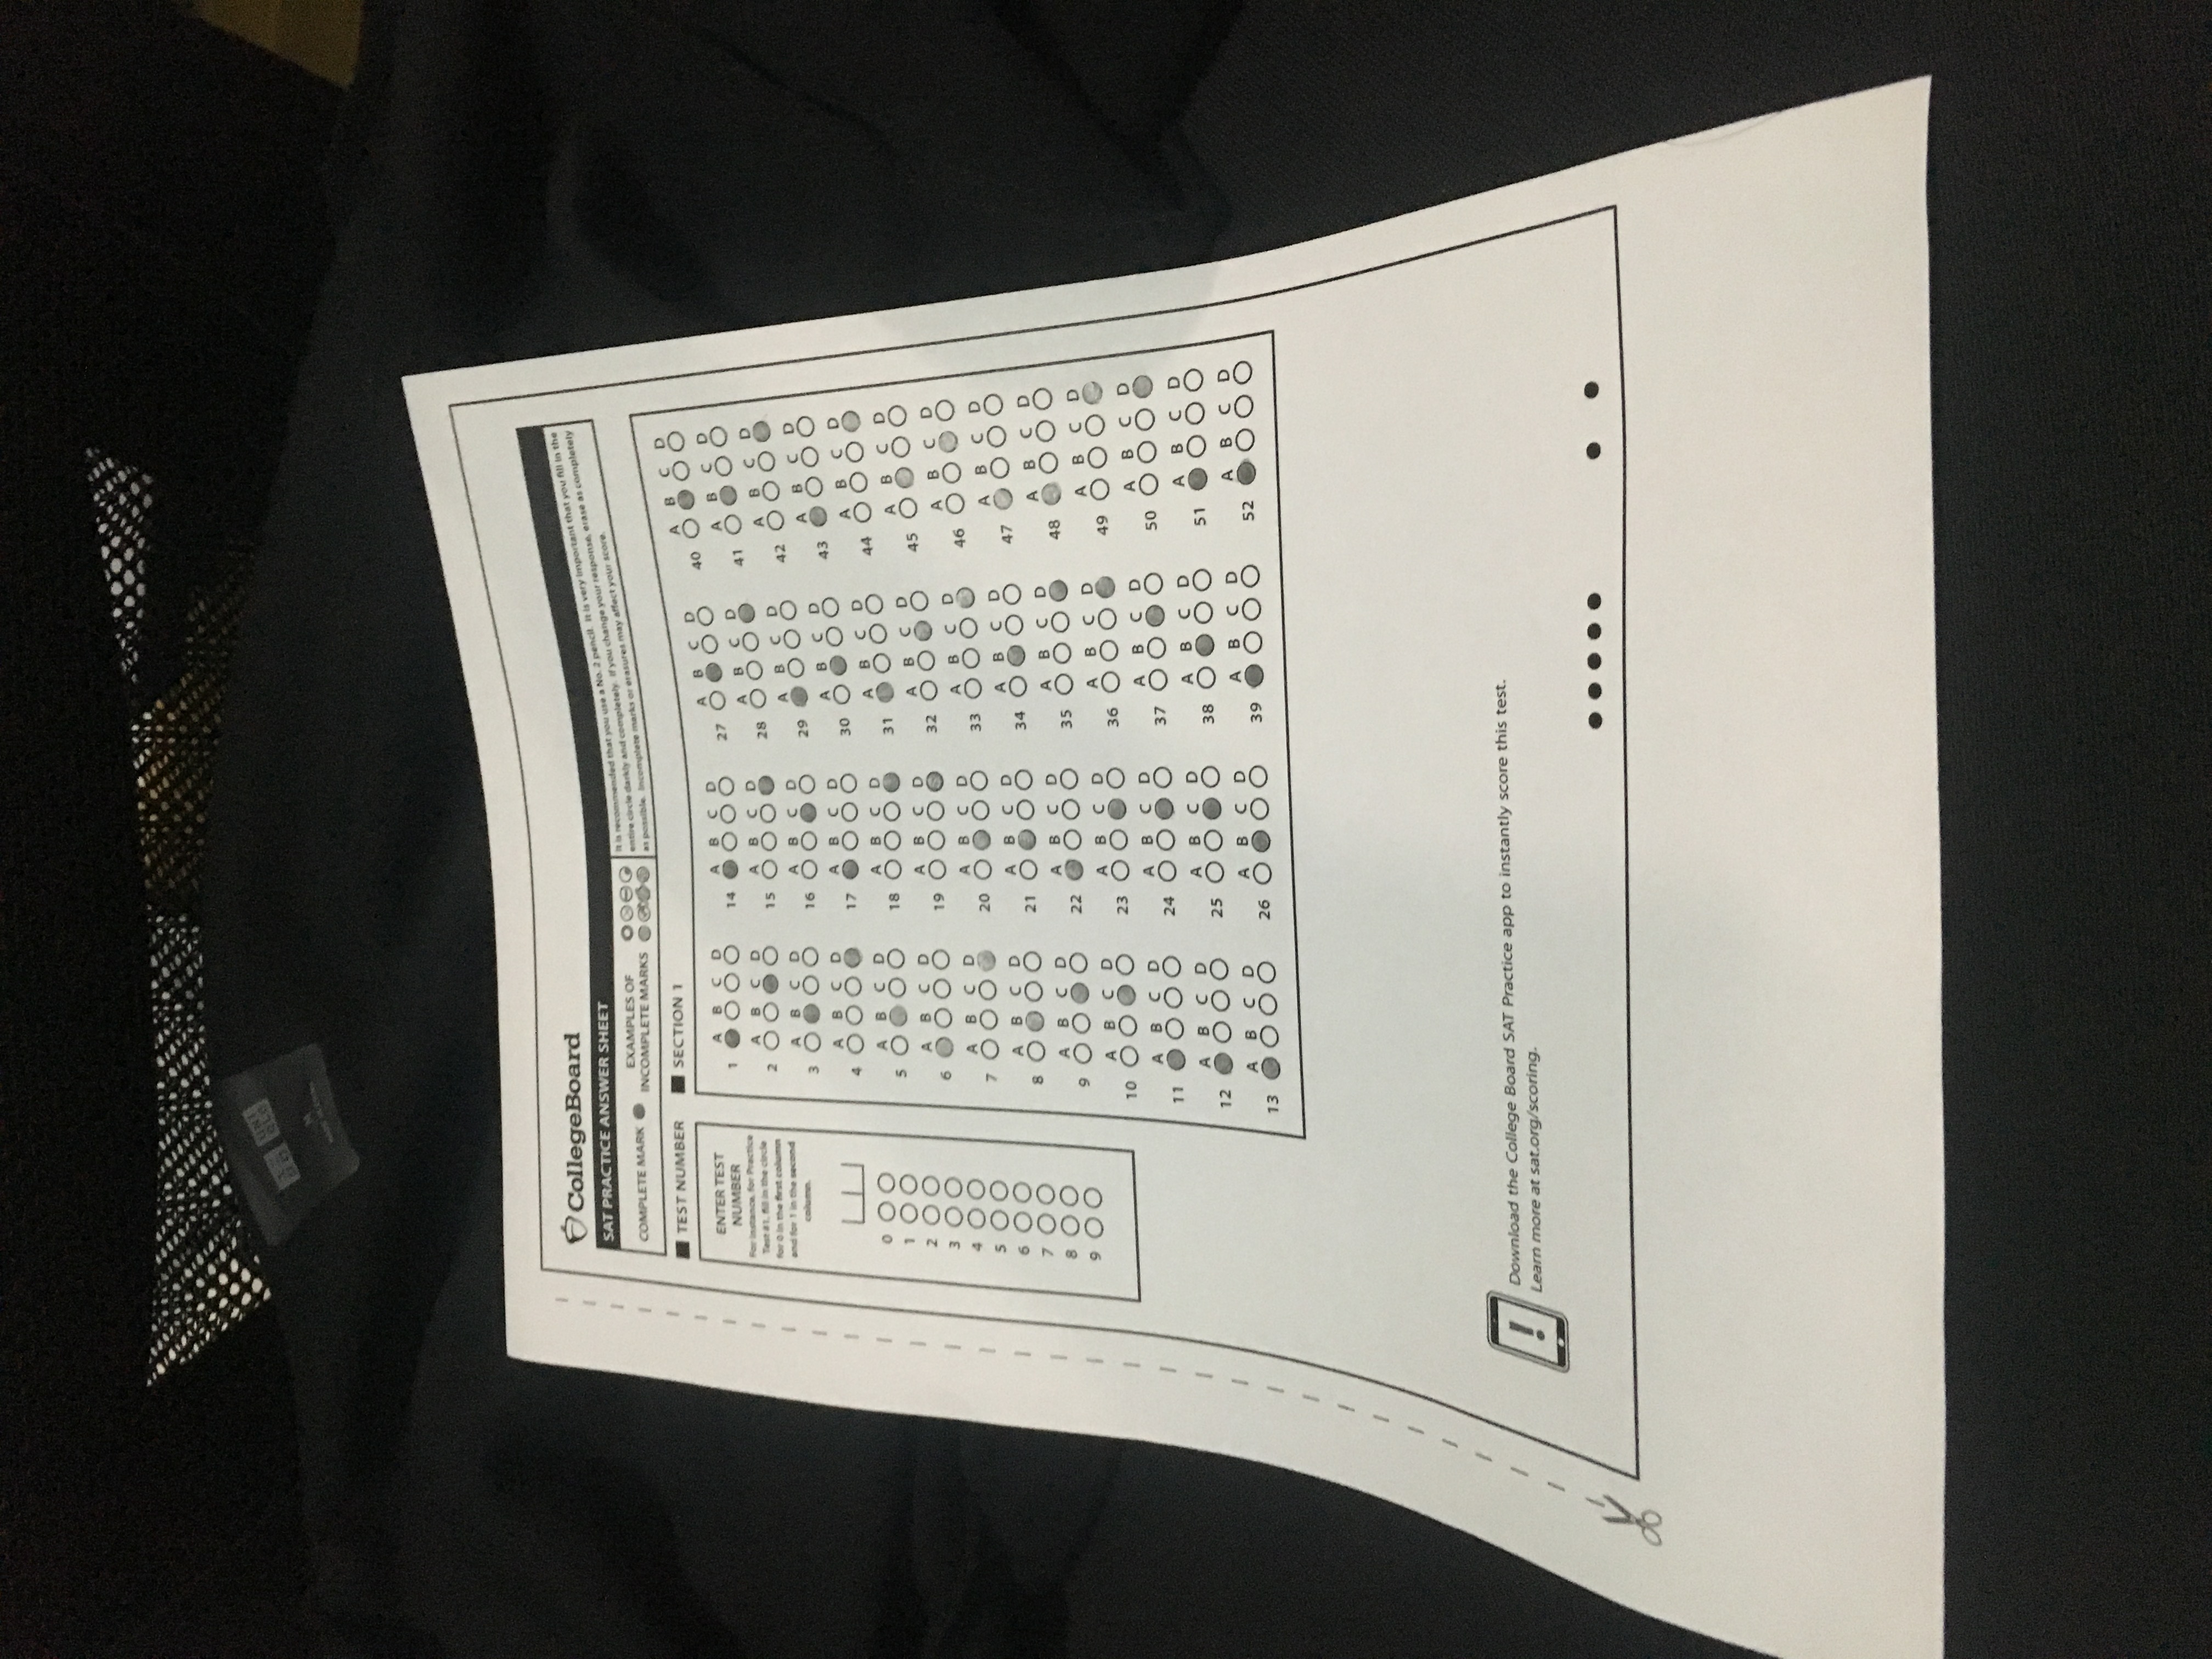 UNI
QLO
M
CollegeBoard
SAT PRACTICE ANSWER SHEET
COMPLETE MARK
EXAMPLES OF
INCOMPLETE MARKS
It is recommended that you use a No. 2 pencil. It is very important that you fill in the
entire circle darkly and completely. If you change your response, erase as completely
as possible. Incomplete marks or erasures may affect your score.
TEST NUMBER
SECTION 1
ENTER TEST
NUMBER
For instance, for Practice
Test #1, fill in the circle
for 0 in the first column
and for 1 in the second
column.
0
1
2
3
4
5
6
7
8
9
A B C D
1
A B C D
2
A B C D
3
A B C D
4
A B C D
5
A B C D
6
A B C D
7
A B C D
8
A B C D
9
A B C D
10
A B C D
11
A B C D
12
A B C D
13
A B C D
14
A B C D
15
A B C D
16
A B C D
17
A B C D
18
A B C D
19
A B C D
20
A B C D
21
A B C D
22
A B C D
23
A B C D
24
A B C D
25
A B C D
26
A B C D
27
A B C D
28
A B C D
29
A B C D
30
A B C D
31
A B C D
32
A B C D
33
A B C D
34
A B C D
35
A B C D
36
A B C D
37
A B C D
38
A B C D
39
A B C D
40
A B C D
41
A B C D
42
A B C D
43
A B C D
44
A B C D
45
A B C D
46
A B C D
47
A B C D
48
A B C D
49
A B C D
50
A B C D
51
A B C D
52
Download the College Board SAT Practice app to instantly score this test.
Learn more at sat.org/scoring.